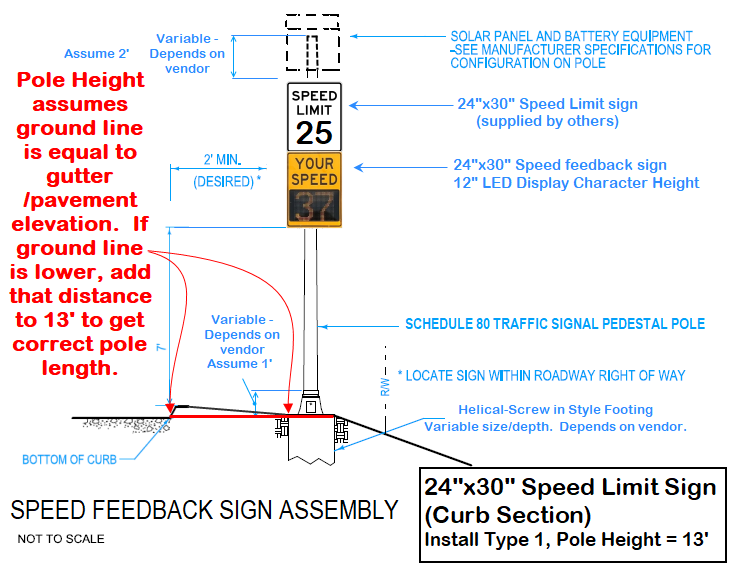 Assume 2'
Variable -
Depends on
vendor
SOLAR PANEL AND BATTERY EQUIPMENT
-SEE MANUFACTURER SPECIFICATIONS FOR
CONFIGURATION ON POLE
Pole Height
assumes
ground line
is equal to
gutter
/pavement
elevation. If
ground line
is lower, add
that distance
to 13' to get
correct pole
length.
SPEED
LIMIT
25
24"x30" Speed Limit sign
(supplied by others)
2' MIN.
(DESIRED) *
YOUR
SPEED
37
24"x30" Speed feedback sign
12" LED Display Character Height
7'
Variable -
Depends on
vendor
Assume 1'
SCHEDULE 80 TRAFFIC SIGNAL PEDESTAL POLE
R/W
* LOCATE SIGN WITHIN ROADWAY RIGHT OF WAY
Helical-Screw in Style Footing
Variable size/depth. Depends on vendor.
BOTTOM OF CURB
SPEED FEEDBACK SIGN ASSEMBLY
NOT TO SCALE
24"x30" Speed Limit Sign
(Curb Section)
Install Type 1, Pole Height = 13'